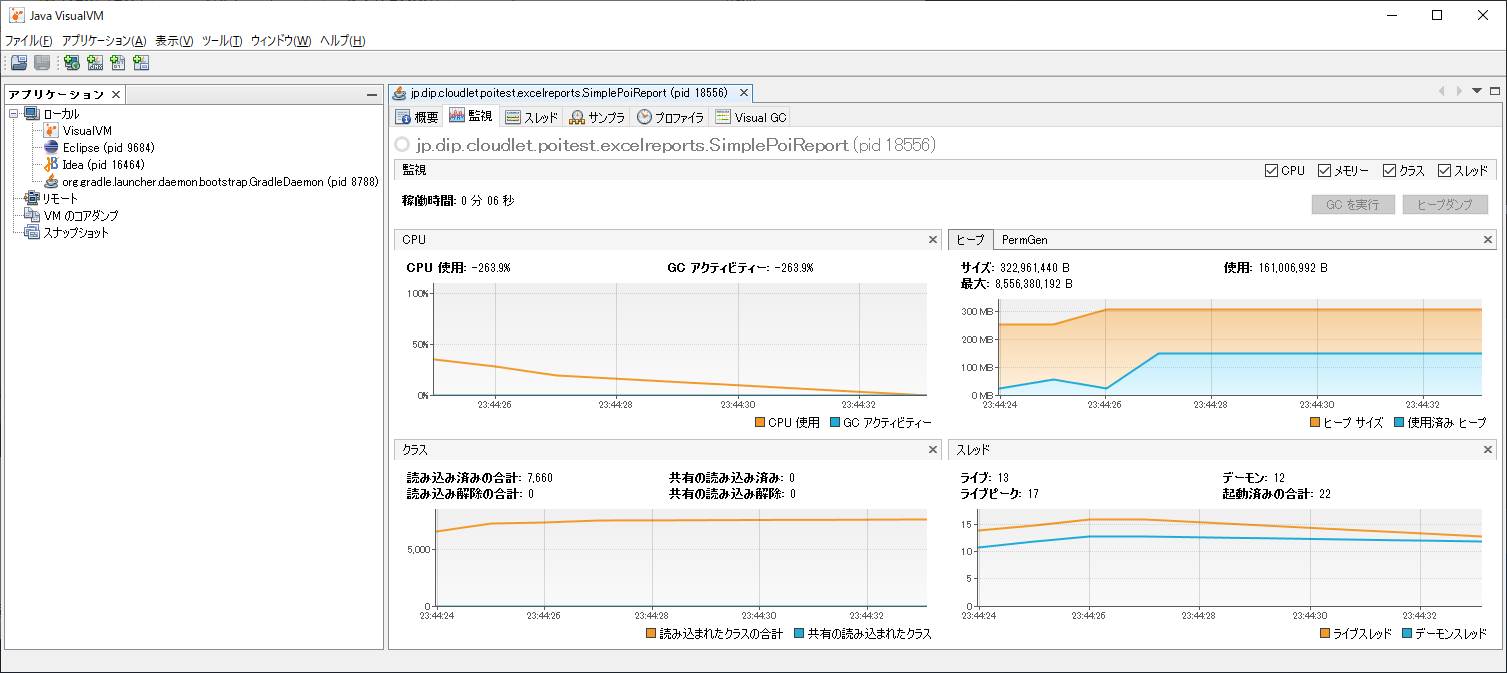 Java VisualVM
ファイル(F) アプリケーション(A) 表示(V) ツール(T) ウィンドウ(W) ヘルプ(H)
アプリケーション
ローカル
VisualVM
Eclipse (pid 9684)
Idea (pid 16464)
org.gradle.launcher.daemon.bootstrap.GradleDaemon (pid 8788)
リモート
VM のコアダンプ
スナップショット
jp.dip.cloudlet.poitest.excelreports.SimplePoiReport (pid 18556)
概要 監視 スレッド サンプラ プロファイラ Visual GC
jp.dip.cloudlet.poitest.excelreports.SimplePoiReport (pid 18556)
監視 CPU メモリー クラス スレッド
稼働時間: 0 分 06 秒
GC を実行 ヒープダンプ
CPU
CPU 使用: -263.9% GC アクティビティー: -263.9%
100%
50%
0%
23:44:26 23:44:28 23:44:30 23:44:32
CPU 使用 GC アクティビティー
ヒープ PermGen
サイズ: 322,961,440 B 使用: 161,006,992 B
最大: 8,556,380,192 B
300 MB
200 MB
100 MB
0 MB
23:44:24 23:44:26 23:44:28 23:44:30 23:44:32
ヒープ サイズ 使用済み ヒープ
クラス
読み込み済みの合計: 7,660 共有の読み込み済み: 0
読み込み解除の合計: 0 共有の読み込み解除: 0
5,000
0
23:44:24 23:44:26 23:44:28 23:44:30 23:44:32
読み込まれたクラスの合計 共有の読み込まれたクラス
スレッド
ライブ: 13 デーモン: 12
ライブピーク: 17 起動済みの合計: 22
15
10
5
0
23:44:24 23:44:26 23:44:28 23:44:30 23:44:32
ライブスレッド デーモンスレッド